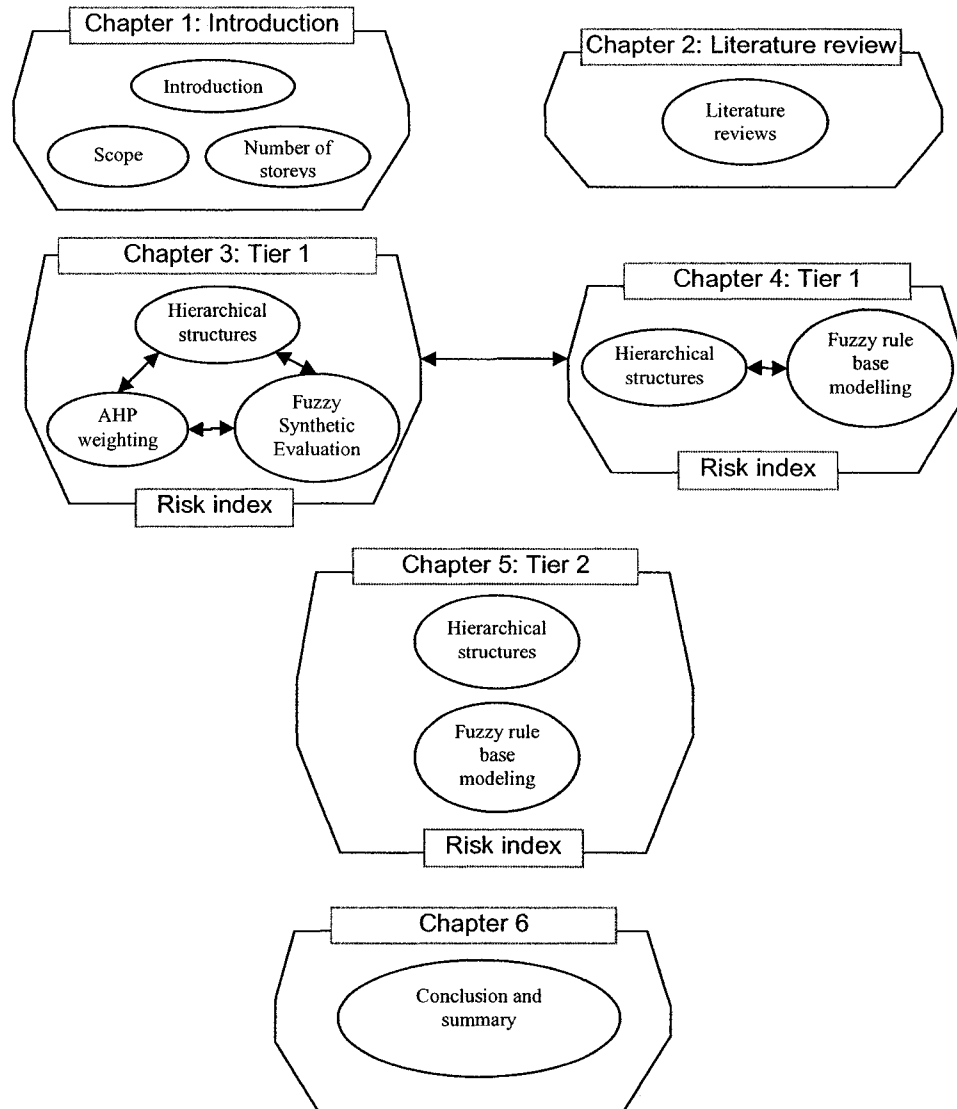 Chapter 1: Introduction
Introduction
Scope
Number of
storevs
Chapter 2: Literature review
Literature
reviews
Chapter 3: Tier 1
Hierarchical
structures
AHP
weighting
Fuzzy
Synthetic
Evaluation
Risk index
Chapter 4: Tier 1
Hierarchical
structures
Fuzzy rule
base
modelling
Risk index
Chapter 5: Tier 2
Hierarchical
structures
Fuzzy rule
base
modeling
Risk index
Chapter 6
Conclusion and
summary